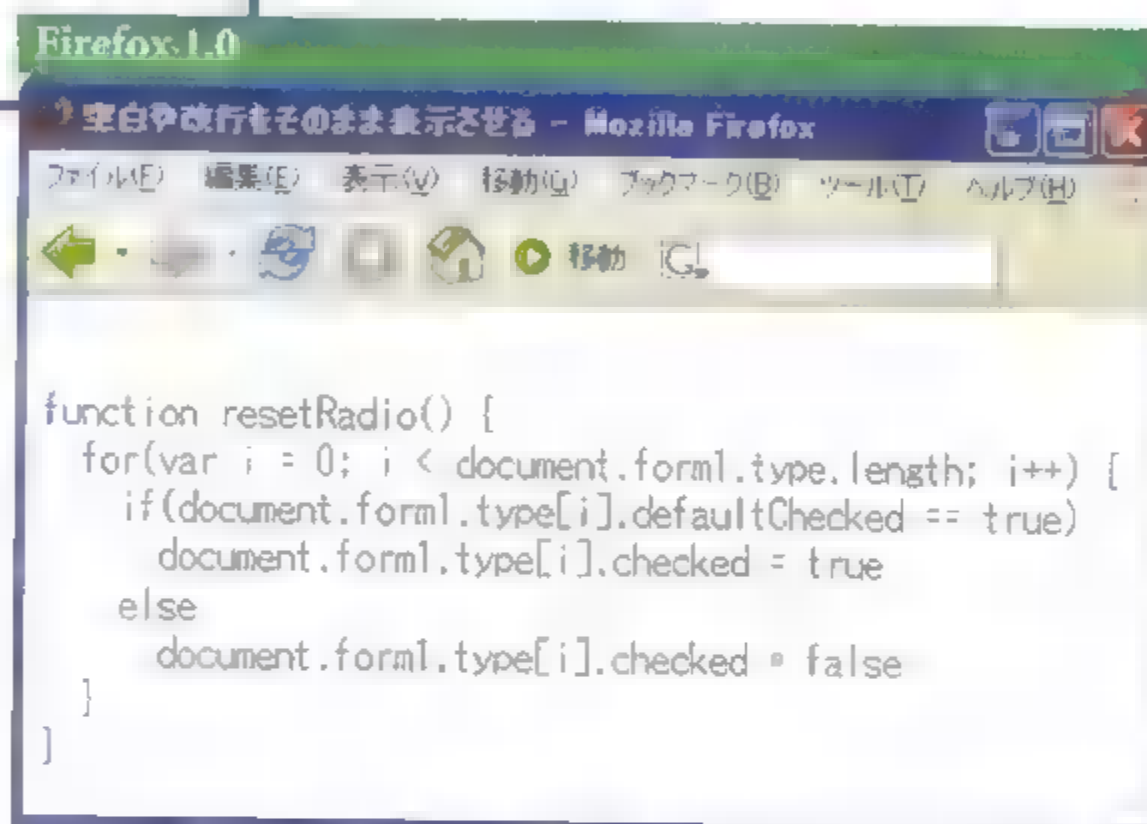 Firefox 1.0
空白や改行をそのまま表示させる - Mozilla Firefox
ファイル(F) 編集(E) 表示(V) 移動(G) ブックマーク(B) ツール(T) ヘルプ(H)
移動 G
function resetRadio() {
for(var i = 0; i < document.form1.type.length; i++) {
if(document.form1.type[i].defaultChecked == true)
document.form1.type[i].checked = true
else
document.form1.type[i].checked = false
}
}